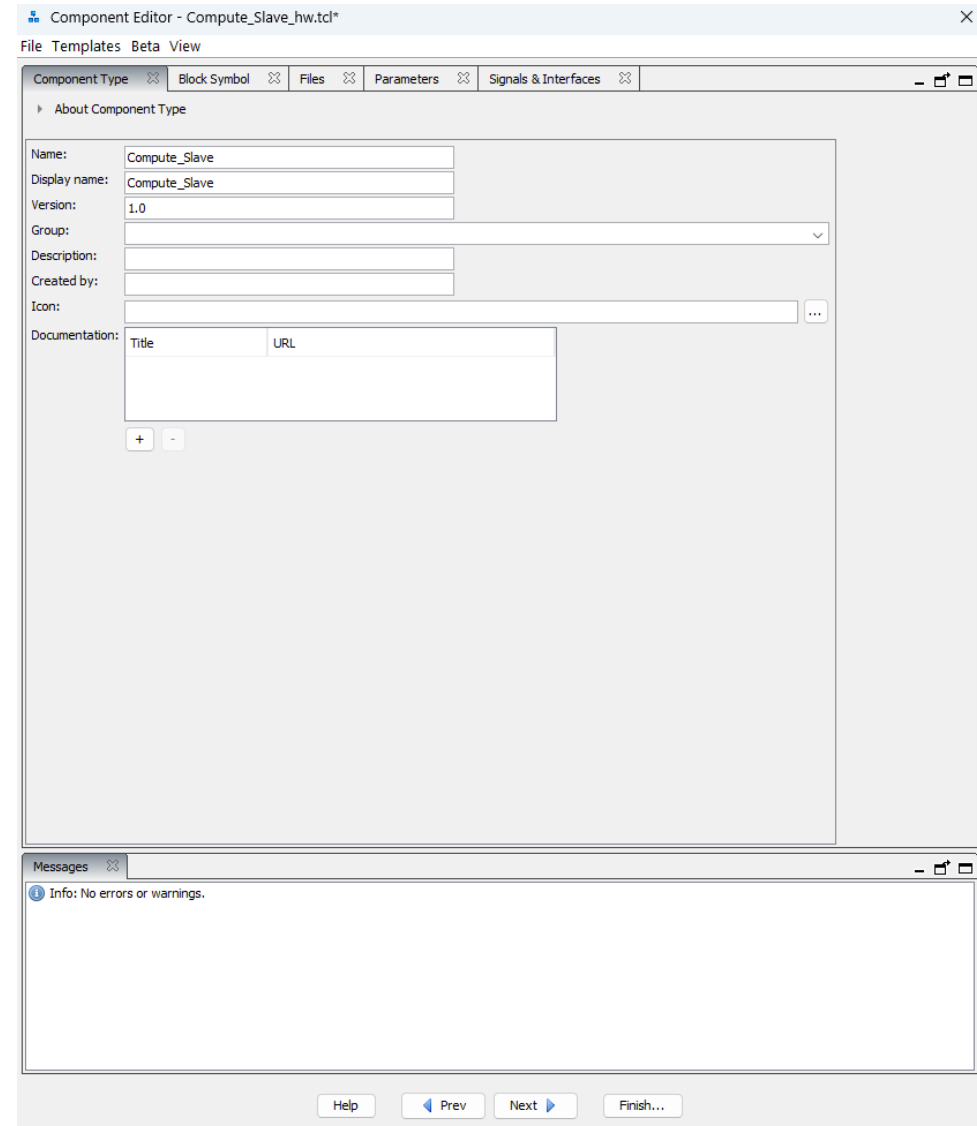 Component Editor - Compute_Slave_hw.tcl*
File Templates Beta View
Component Type Block Symbol Files Parameters Signals & Interfaces
About Component Type
Name: Compute_Slave
Display name: Compute_Slave
Version: 1.0
Group:
Description:
Created by:
Icon: ...
Documentation: Title URL
+ -
Messages
Info: No errors or warnings.
Help Prev Next Finish...